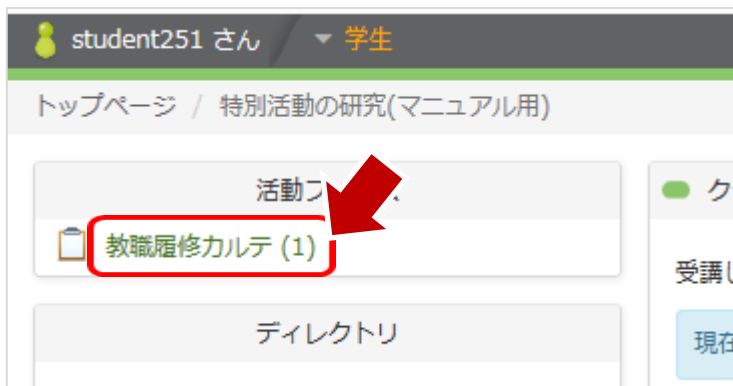 student251 さん 学生
トップページ / 特別活動の研究(マニュアル用)
活動
教職履修カルテ (1)
ディレクトリ
ク
受講し
現在